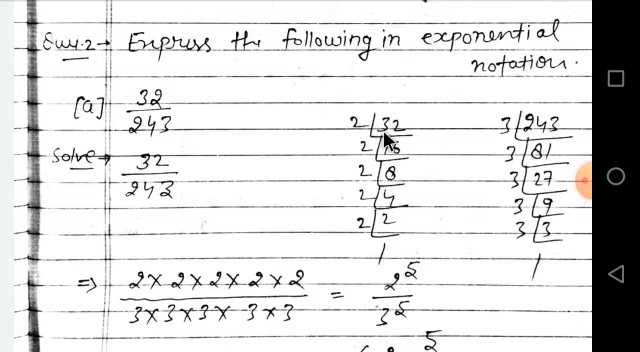 Exm.2→ Express the following in exponential
notation.
[a] 32/243
Solve→ 32/243
2 | 32
2 | 16
2 | 8
2 | 4
2 | 2
1
3 | 243
3 | 81
3 | 27
3 | 9
3 | 3
1
⇒ 2×2×2×2×2 / 3×3×3×3×3 = 2⁵/3⁵